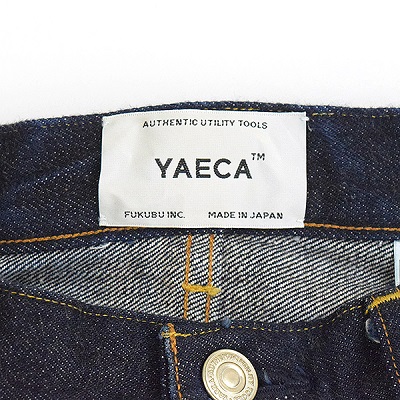 AUTHENTIC UTILITY TOOLS
YAECA™
FUKUBU INC. MADE IN JAPAN